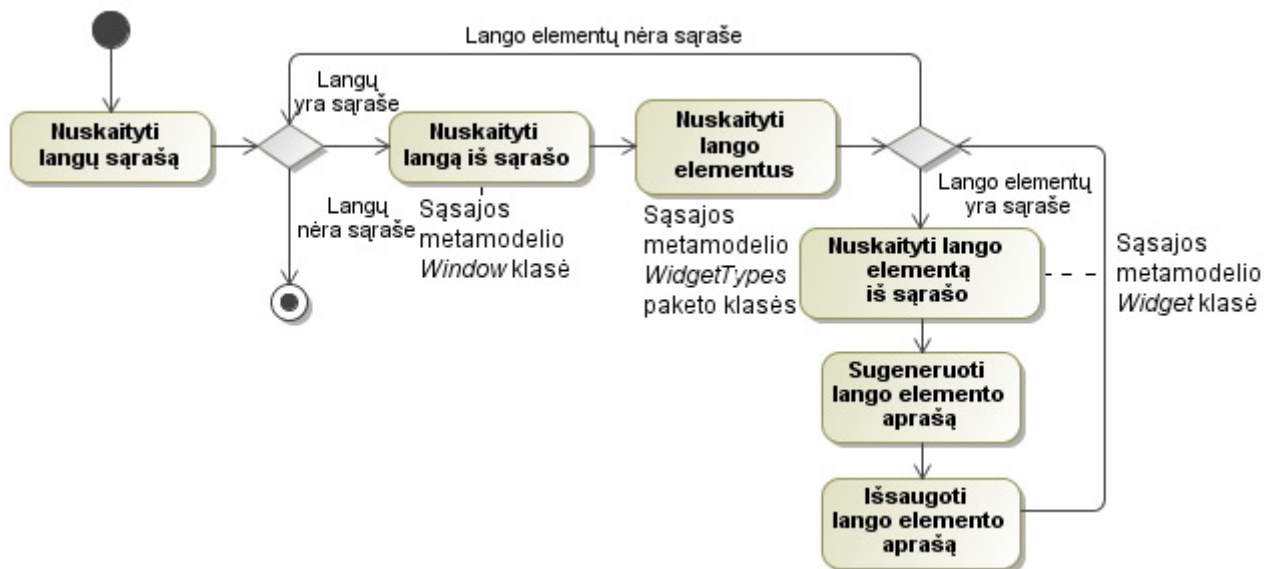 Lango elementų nėra sąraše
Langų
yra sąraše
Nuskaityti
langų sąrašą
Nuskaityti
langą iš sąrašo
Nuskaityti
lango
elementus
Lango elementų
yra sąraše
Langų
nėra sąraše
Sąsajos
metamodelio
Window klasė
Sąsajos
metamodelio
WidgetTypes
paketo klasės
Nuskaityti lango
elementą
iš sąrašo
Sąsajos
metamodelio
Widget klasė
Sugeneruoti
lango elemento
aprašą
Išsaugoti
lango elemento
aprašą